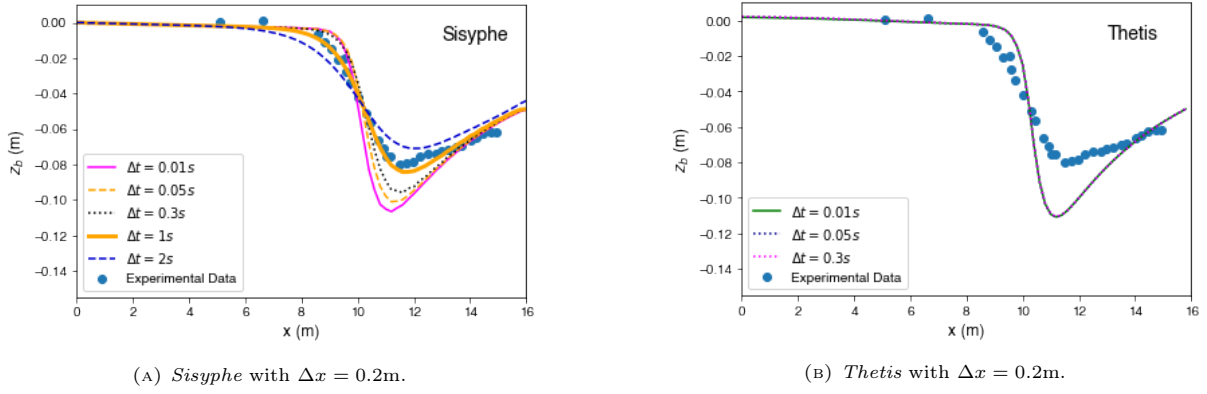 0.00
−0.02
−0.04
−0.06
−0.08
−0.10
−0.12
−0.14
z_b (m)
Sisyphe
Δt = 0.01s
Δt = 0.05s
Δt = 0.3s
Δt = 1s
Δt = 2s
Experimental Data
0 2 4 6 8 10 12 14 16
x (m)
(A) Sisyphe with Δx = 0.2m.
0.00
−0.02
−0.04
−0.06
−0.08
−0.10
−0.12
−0.14
z_b (m)
Thetis
Δt = 0.01s
Δt = 0.05s
Δt = 0.3s
Experimental Data
0 2 4 6 8 10 12 14 16
x (m)
(B) Thetis with Δx = 0.2m.